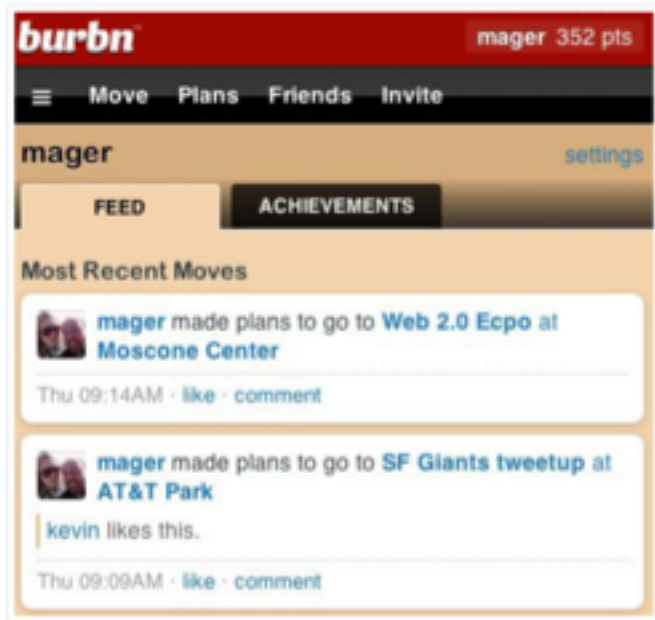 burbn
mager 352 pts
Move Plans Friends Invite
mager
settings
FEED
ACHIEVEMENTS
Most Recent Moves
mager made plans to go to Web 2.0 Ecpo at
Moscone Center
Thu 09:14AM · like · comment
mager made plans to go to SF Giants tweetup at
AT&T Park
kevin likes this.
Thu 09:09AM · like · comment